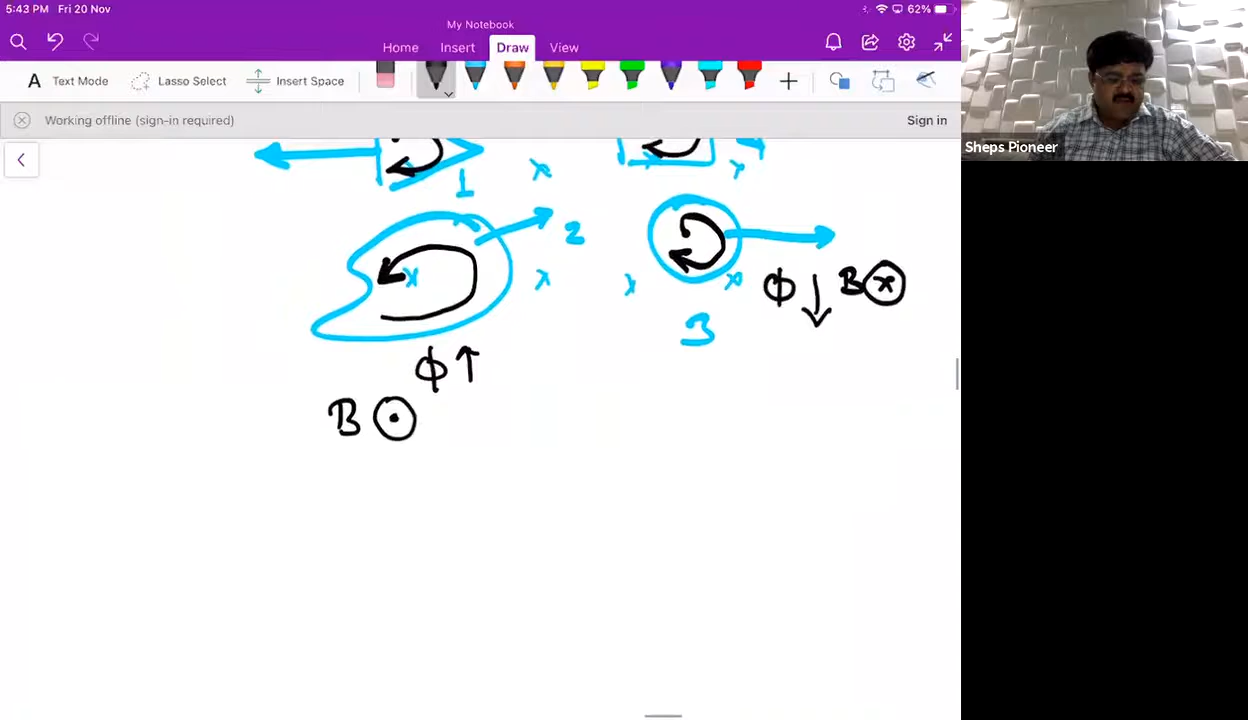 5:43 PM Fri 20 Nov
62%
My Notebook
Home Insert Draw View
Text Mode Lasso Select Insert Space
Working offline (sign-in required)
Sign in
Sheps Pioneer
1
x
x
2
x
x
x
x
ϕ ↓ B ⊗
3
ϕ ↑
B ⊙